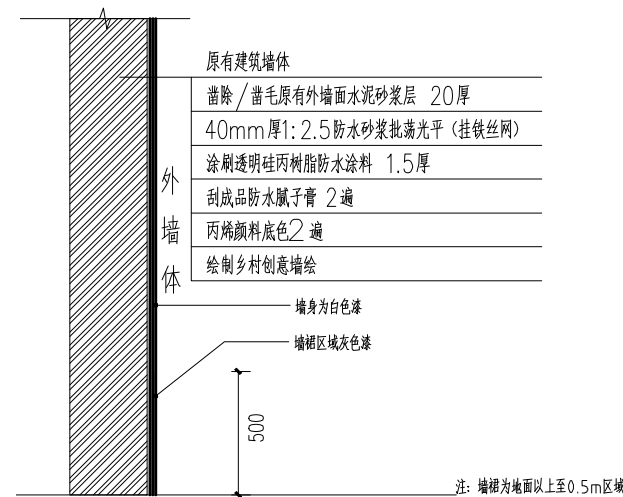 原有建筑墙体
凿除/凿毛原有外墙面水泥砂浆层 20厚
40mm厚1:2.5防水砂浆批荡光平（挂铁丝网）
涂刷透明硅丙树脂防水涂料 1.5厚
刮成品防水腻子膏 2遍
丙烯颜料底色2遍
绘制乡村创意墙绘
外墙体
墙身为白色漆
墙裙区域灰色漆
500
注：墙裙为地面以上至0.5m区域